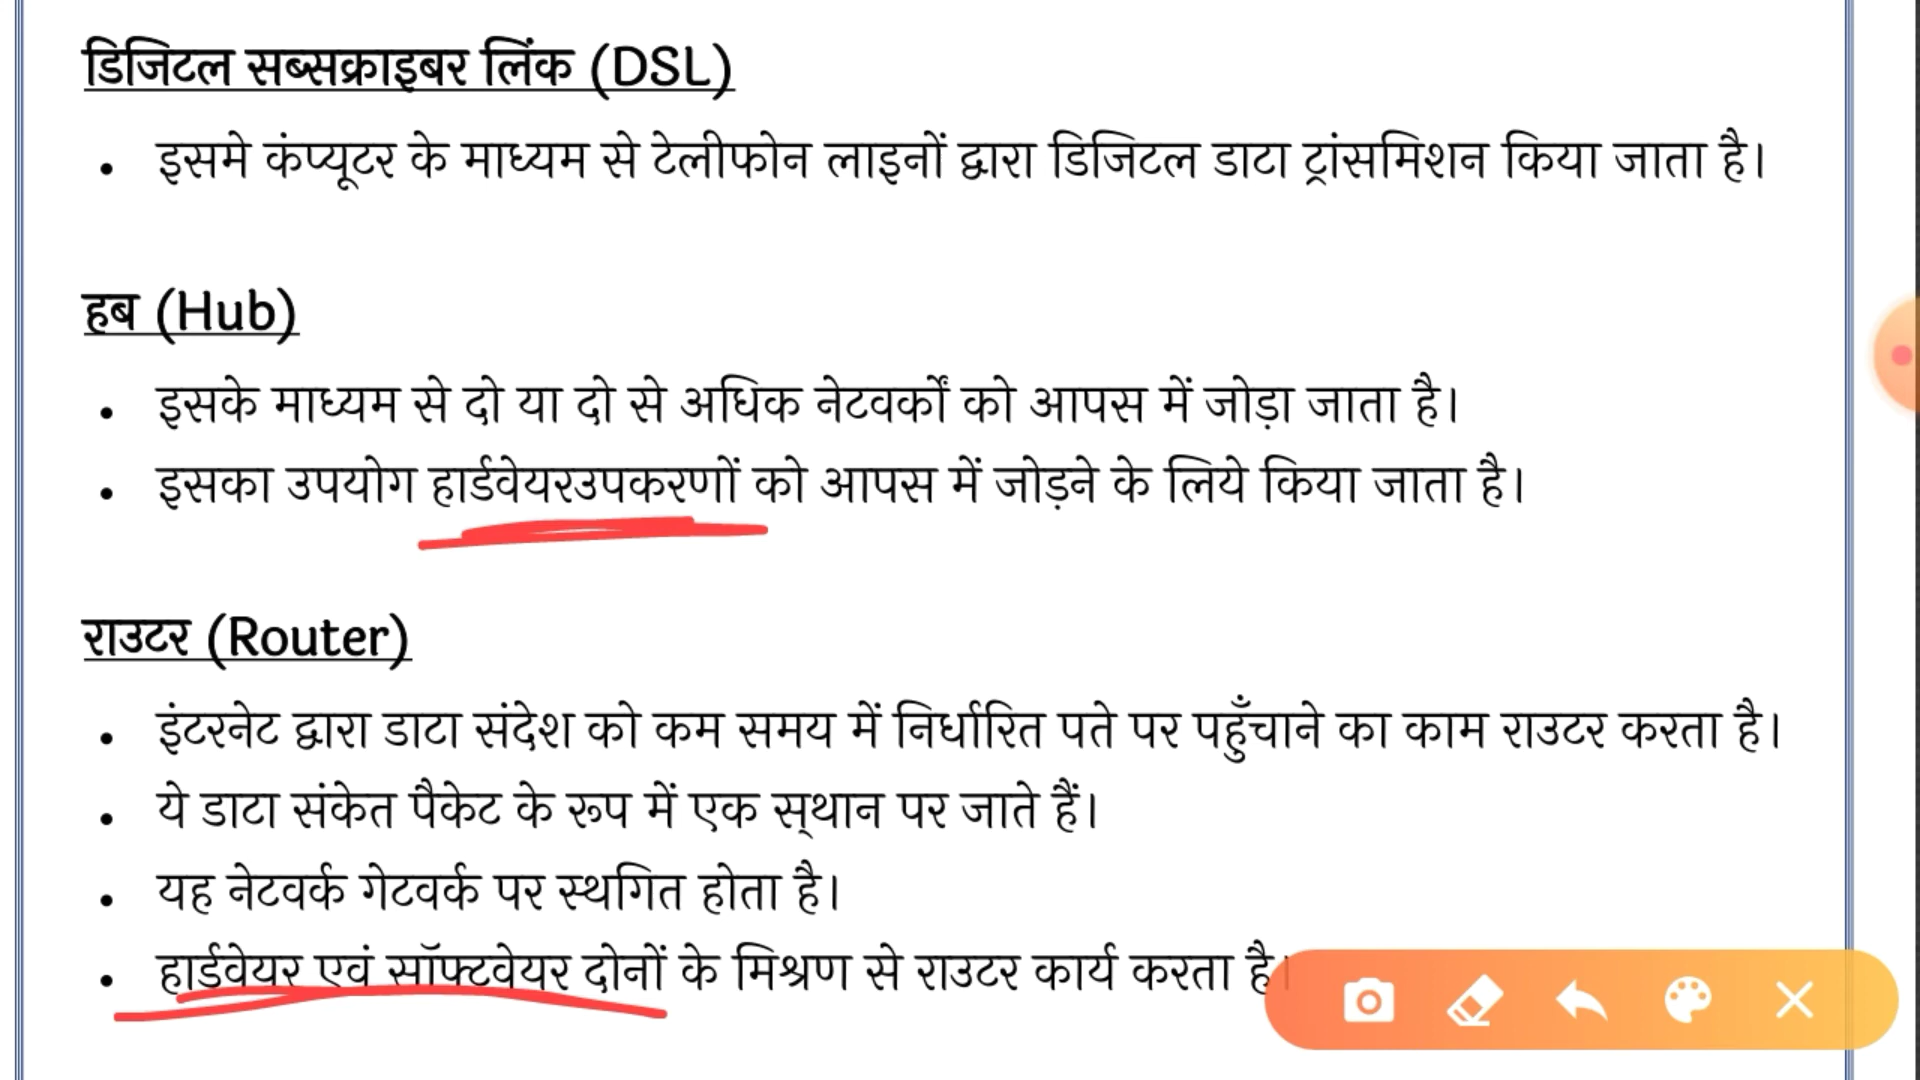 डिजिटल सब्सक्राइबर लिंक (DSL)
• इसमे कंप्यूटर के माध्यम से टेलीफोन लाइनों द्वारा डिजिटल डाटा ट्रांसमिशन किया जाता है।
हब (Hub)
• इसके माध्यम से दो या दो से अधिक नेटवर्कों को आपस में जोड़ा जाता है।
• इसका उपयोग हार्डवेयरउपकरणों को आपस में जोड़ने के लिये किया जाता है।
राउटर (Router)
• इंटरनेट द्वारा डाटा संदेश को कम समय में निर्धारित पते पर पहुँचाने का काम राउटर करता है।
• ये डाटा संकेत पैकेट के रूप में एक स्‌थान पर जाते हैं।
• यह नेटवर्क गेटवर्क पर स्थगित होता है।
• हार्डवेयर एवं सॉफ्टवेयर दोनों के मिश्रण से राउटर कार्य करता है।